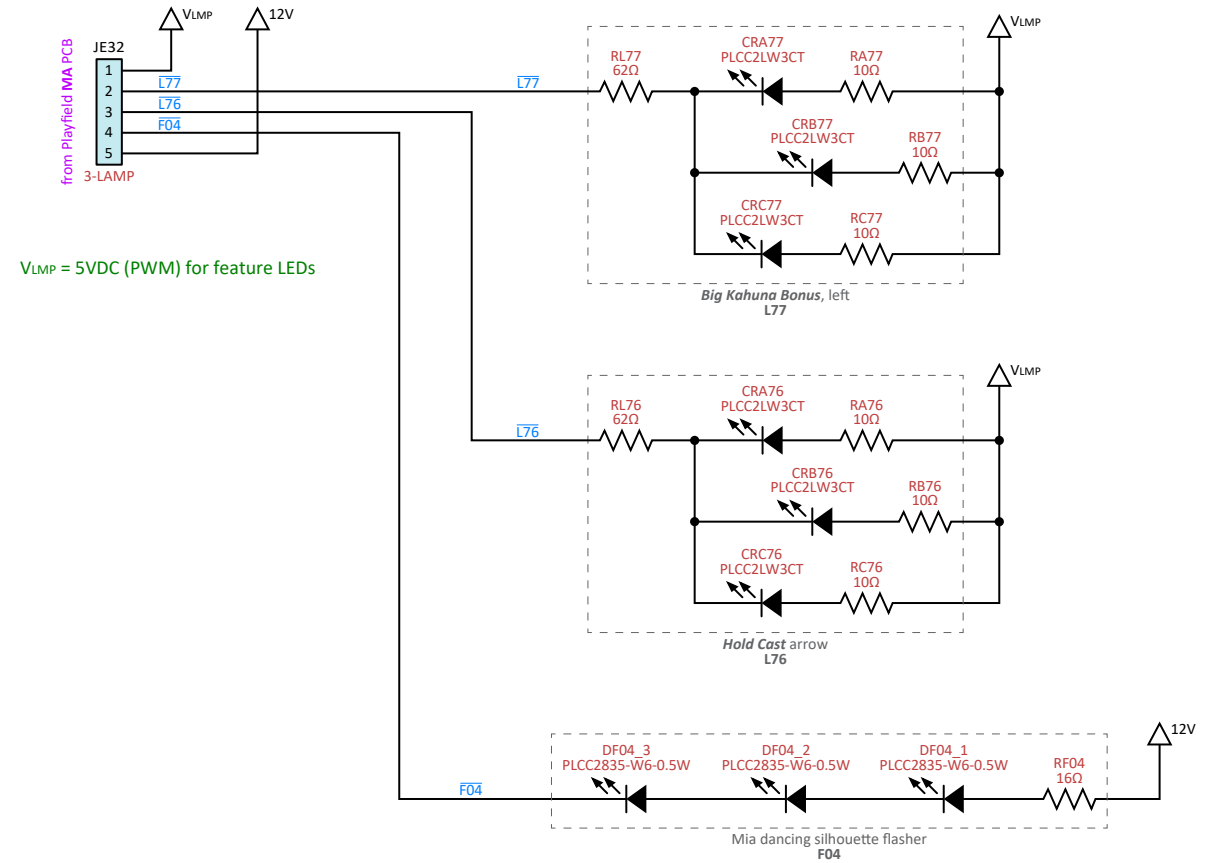 VLMP
12V
JE32
from Playfield MA PCB
1
2
3
4
5
L77
L76
F04
3-LAMP
VLMP = 5VDC (PWM) for feature LEDs
L77
RL77
62Ω
CRA77
PLCC2LW3CT
RA77
10Ω
VLMP
CRB77
PLCC2LW3CT
RB77
10Ω
CRC77
PLCC2LW3CT
RC77
10Ω
Big Kahuna Bonus, left
L77
L76
RL76
62Ω
CRA76
PLCC2LW3CT
RA76
10Ω
VLMP
CRB76
PLCC2LW3CT
RB76
10Ω
CRC76
PLCC2LW3CT
RC76
10Ω
Hold Cast arrow
L76
F04
DF04_3
PLCC2835-W6-0.5W
DF04_2
PLCC2835-W6-0.5W
DF04_1
PLCC2835-W6-0.5W
RF04
16Ω
12V
Mia dancing silhouette flasher
F04